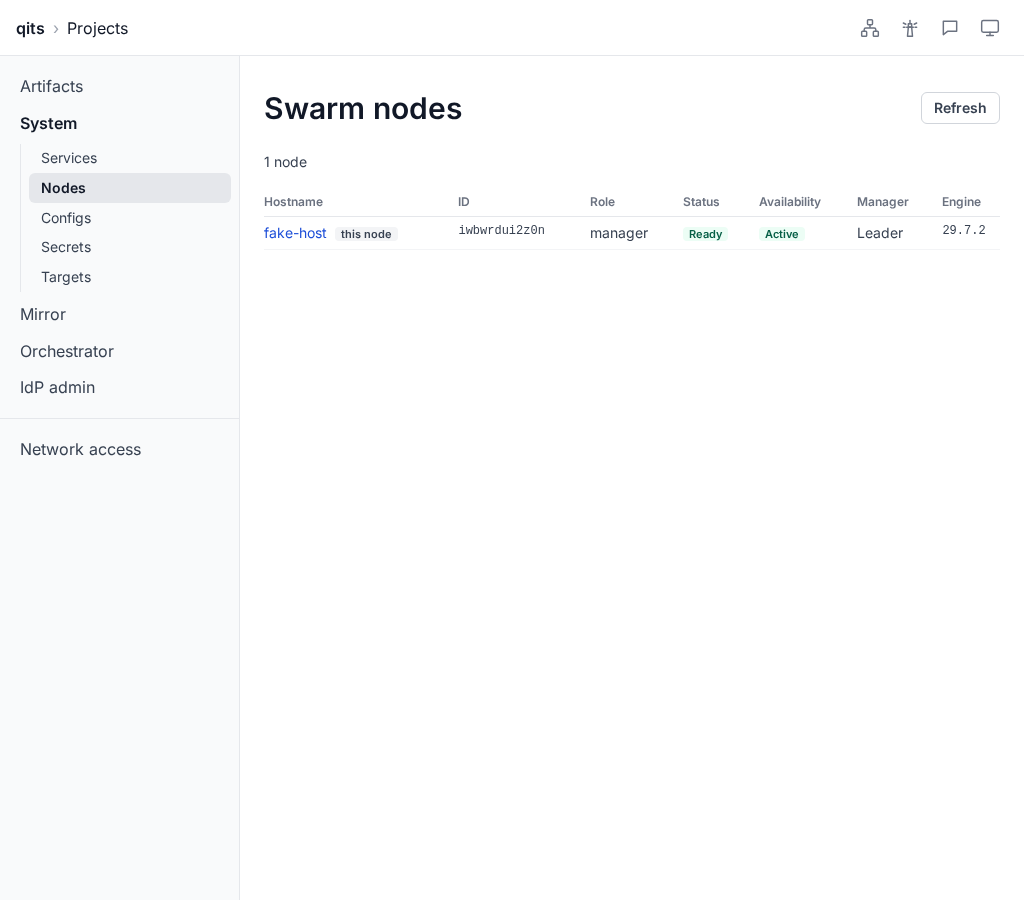 qits › Projects
Artifacts
System
Services
Nodes
Configs
Secrets
Targets
Mirror
Orchestrator
IdP admin
Network access
Swarm nodes
Refresh
1 node
Hostname ID Role Status Availability Manager Engine
fake-host this node iwbwrdui2z0n manager Ready Active Leader 29.7.2